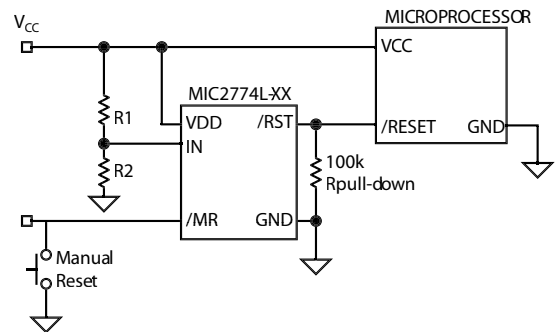 MICROPROCESSOR
VCC
VCC
MIC2774L-XX
R1
VDD
/RST
/RESET
GND
IN
R2
100k
Rpull-down
/MR
GND
Manual
Reset